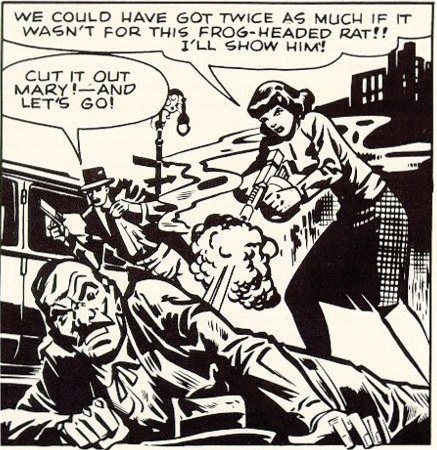 WE COULD HAVE GOT TWICE AS MUCH IF IT
WASN'T FOR THIS FROG-HEADED RAT!!
I'LL SHOW HIM!
CUT IT OUT
MARY!—AND
LET'S GO!